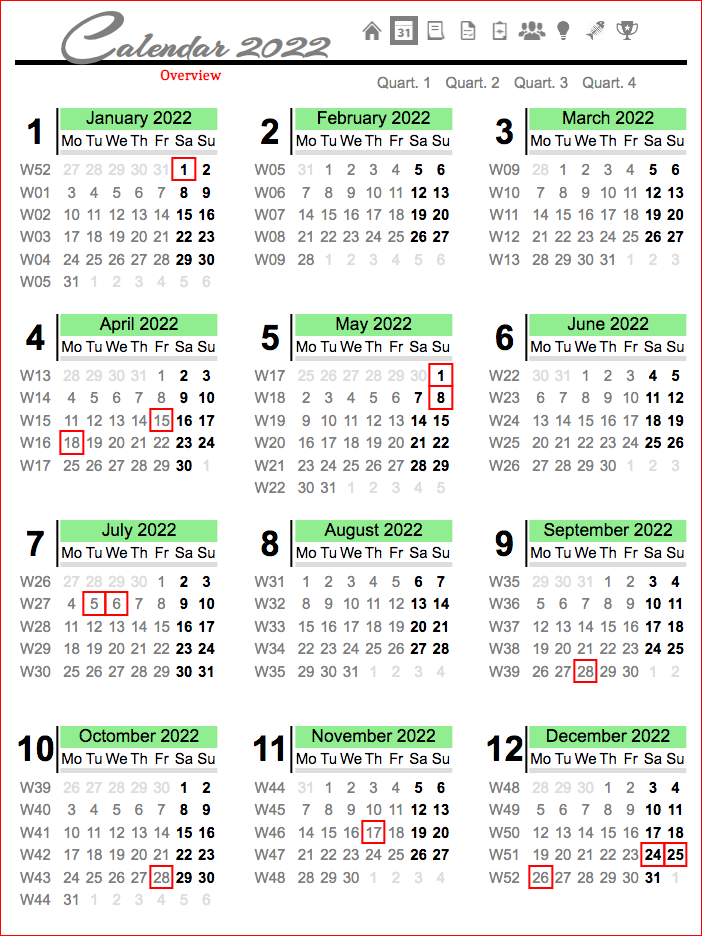 Calendar 2022
31
Overview
Quart. 1 Quart. 2 Quart. 3 Quart. 4
1 January 2022
Mo Tu We Th Fr Sa Su
W52 27 28 29 30 31 1 2
W01 3 4 5 6 7 8 9
W02 10 11 12 13 14 15 16
W03 17 18 19 20 21 22 23
W04 24 25 26 27 28 29 30
W05 31 1 2 3 4 5 6
2 February 2022
Mo Tu We Th Fr Sa Su
W05 31 1 2 3 4 5 6
W06 7 8 9 10 11 12 13
W07 14 15 16 17 18 19 20
W08 21 22 23 24 25 26 27
W09 28 1 2 3 4 5 6
3 March 2022
Mo Tu We Th Fr Sa Su
W09 28 1 2 3 4 5 6
W10 7 8 9 10 11 12 13
W11 14 15 16 17 18 19 20
W12 21 22 23 24 25 26 27
W13 28 29 30 31 1 2 3
4 April 2022
Mo Tu We Th Fr Sa Su
W13 28 29 30 31 1 2 3
W14 4 5 6 7 8 9 10
W15 11 12 13 14 15 16 17
W16 18 19 20 21 22 23 24
W17 25 26 27 28 29 30 1
5 May 2022
Mo Tu We Th Fr Sa Su
W17 25 26 27 28 29 30 1
W18 2 3 4 5 6 7 8
W19 9 10 11 12 13 14 15
W20 16 17 18 19 20 21 22
W21 23 24 25 26 27 28 29
W22 30 31 1 2 3 4 5
6 June 2022
Mo Tu We Th Fr Sa Su
W22 30 31 1 2 3 4 5
W23 6 7 8 9 10 11 12
W24 13 14 15 16 17 18 19
W25 20 21 22 23 24 25 26
W26 27 28 29 30 1 2 3
7 July 2022
Mo Tu We Th Fr Sa Su
W26 27 28 29 30 1 2 3
W27 4 5 6 7 8 9 10
W28 11 12 13 14 15 16 17
W29 18 19 20 21 22 23 24
W30 25 26 27 28 29 30 31
8 August 2022
Mo Tu We Th Fr Sa Su
W31 1 2 3 4 5 6 7
W32 8 9 10 11 12 13 14
W33 15 16 17 18 19 20 21
W34 22 23 24 25 26 27 28
W35 29 30 31 1 2 3 4
9 September 2022
Mo Tu We Th Fr Sa Su
W35 29 30 31 1 2 3 4
W36 5 6 7 8 9 10 11
W37 12 13 14 15 16 17 18
W38 19 20 21 22 23 24 25
W39 26 27 28 29 30 1 2
10 Octomber 2022
Mo Tu We Th Fr Sa Su
W39 26 27 28 29 30 1 2
W40 3 4 5 6 7 8 9
W41 10 11 12 13 14 15 16
W42 17 18 19 20 21 22 23
W43 24 25 26 27 28 29 30
W44 31 1 2 3 4 5 6
11 November 2022
Mo Tu We Th Fr Sa Su
W44 31 1 2 3 4 5 6
W45 7 8 9 10 11 12 13
W46 14 15 16 17 18 19 20
W47 21 22 23 24 25 26 27
W48 28 29 30 1 2 3 4
12 December 2022
Mo Tu We Th Fr Sa Su
W48 28 29 30 1 2 3 4
W49 5 6 7 8 9 10 11
W50 12 13 14 15 16 17 18
W51 19 20 21 22 23 24 25
W52 26 27 28 29 30 31 1